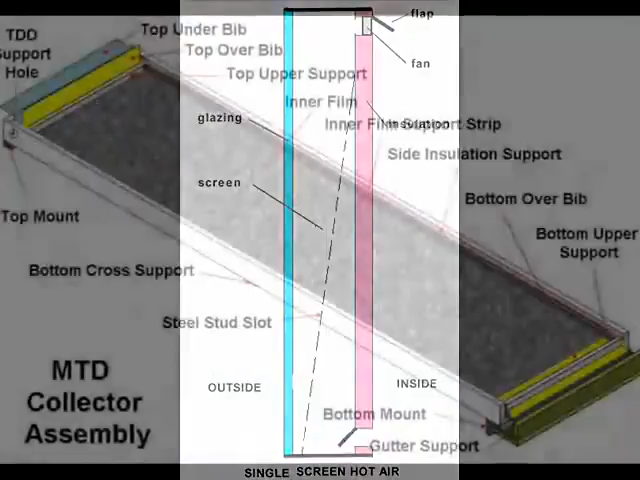 flap
TDD
Support
Hole
Top Under Bib
Top Over Bib
fan
Top Upper Support
Inner Film
glazing
Inner Film Support Strip
insulation
Side Insulation Support
screen
Bottom Over Bib
Top Mount
Bottom Upper
Support
Bottom Cross Support
Steel Stud Slot
MTD
Collector
Assembly
OUTSIDE
INSIDE
Bottom Mount
Gutter Support
SINGLE SCREEN HOT AIR